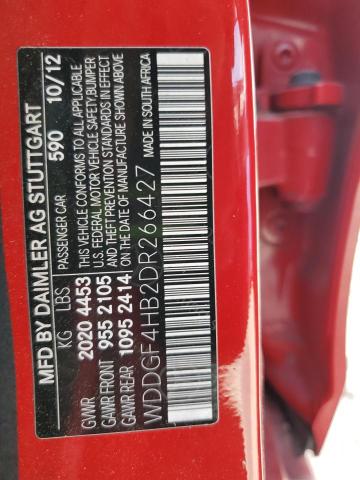 MFD BY DAIMLER AG STUTTGART
KG LBS PASSENGER CAR 590 10/12
GVWR 2020 4453 THIS VEHICLE CONFORMS TO ALL APPLICABLE
U.S. FEDERAL MOTOR VEHICLE SAFETY,BUMPER
GAWR FRONT 955 2105 AND THEFT PREVENTION STANDARDS IN EFFECT
GAWR REAR 1095 2414 ON THE DATE OF MANUFACTURE SHOWN ABOVE
MADE IN SOUTH AFRICA
WDDGF4HB2DR266427